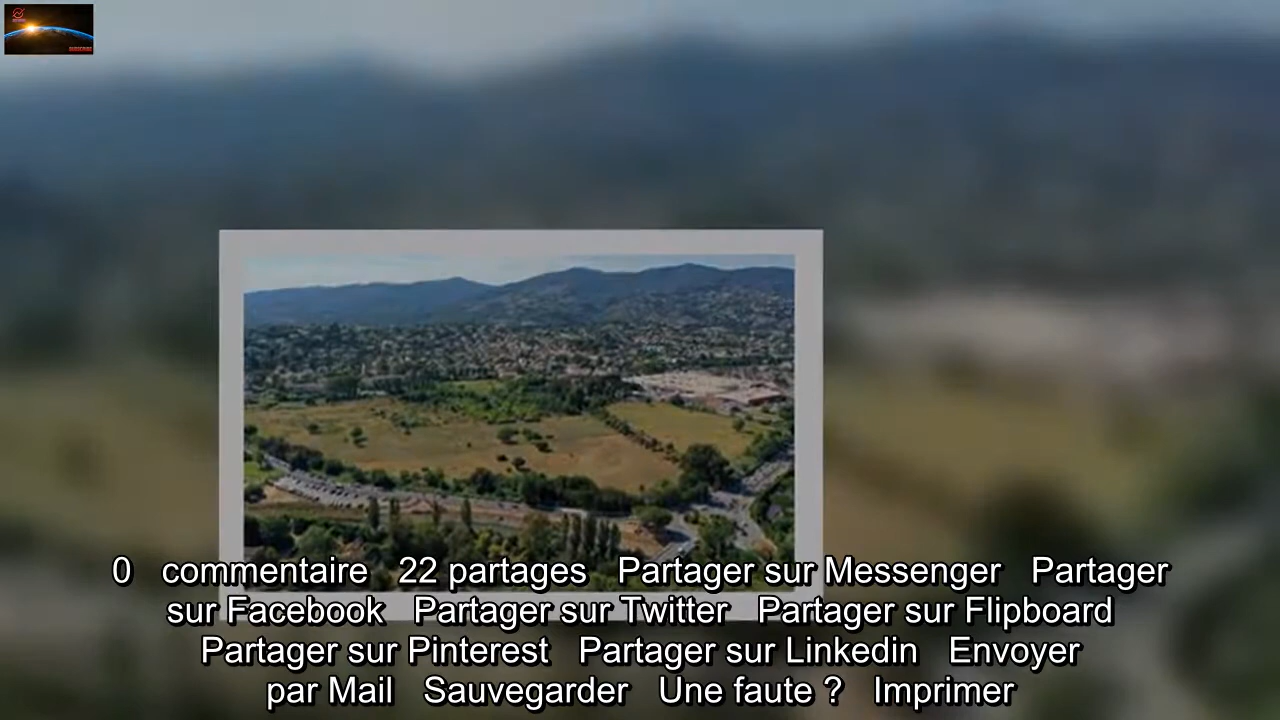 0 commentaire 22 partages Partager sur Messenger Partager
sur Facebook Partager sur Twitter Partager sur Flipboard
Partager sur Pinterest Partager sur Linkedin Envoyer
par Mail Sauvegarder Une faute ? Imprimer